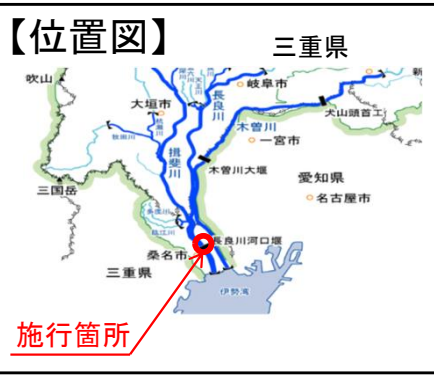 【位置図】
三重県
吹山
岐阜市
大垣市
長良川
犬山頭首工
木曽川
一宮市
揖斐川
木曽川大堰
愛知県
三国岳
名古屋市
長良川河口堰
桑名市
三重県
伊勢湾
施行箇所